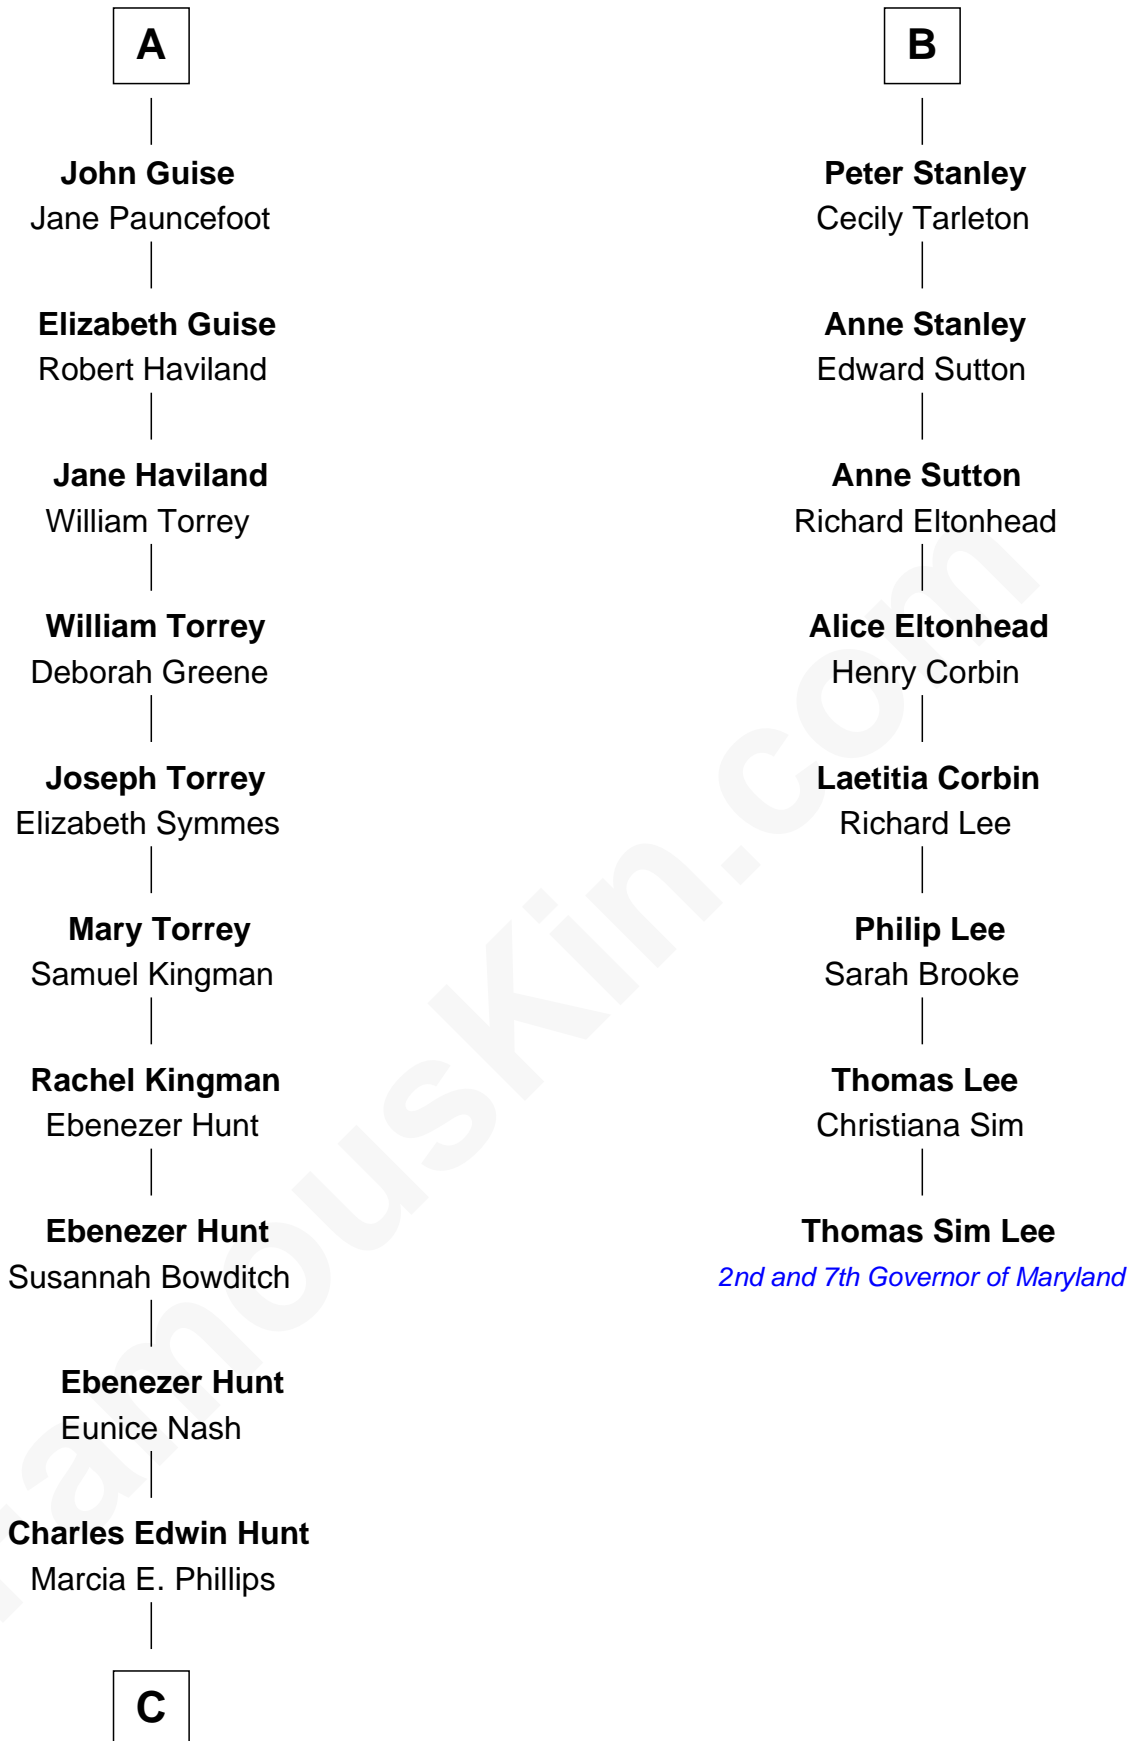 A
John Guise
Jane Pauncefoot
Elizabeth Guise
Robert Haviland
Jane Haviland
William Torrey
William Torrey
Deborah Greene
Joseph Torrey
Elizabeth Symmes
Mary Torrey
Samuel Kingman
Rachel Kingman
Ebenezer Hunt
Ebenezer Hunt
Susannah Bowditch
Ebenezer Hunt
Eunice Nash
Charles Edwin Hunt
Marcia E. Phillips
C
B
Peter Stanley
Cecily Tarleton
Anne Stanley
Edward Sutton
Anne Sutton
Richard Eltonhead
Alice Eltonhead
Henry Corbin
Laetitia Corbin
Richard Lee
Philip Lee
Sarah Brooke
Thomas Lee
Christiana Sim
Thomas Sim Lee
2nd and 7th Governor of Maryland
FamousKin.com